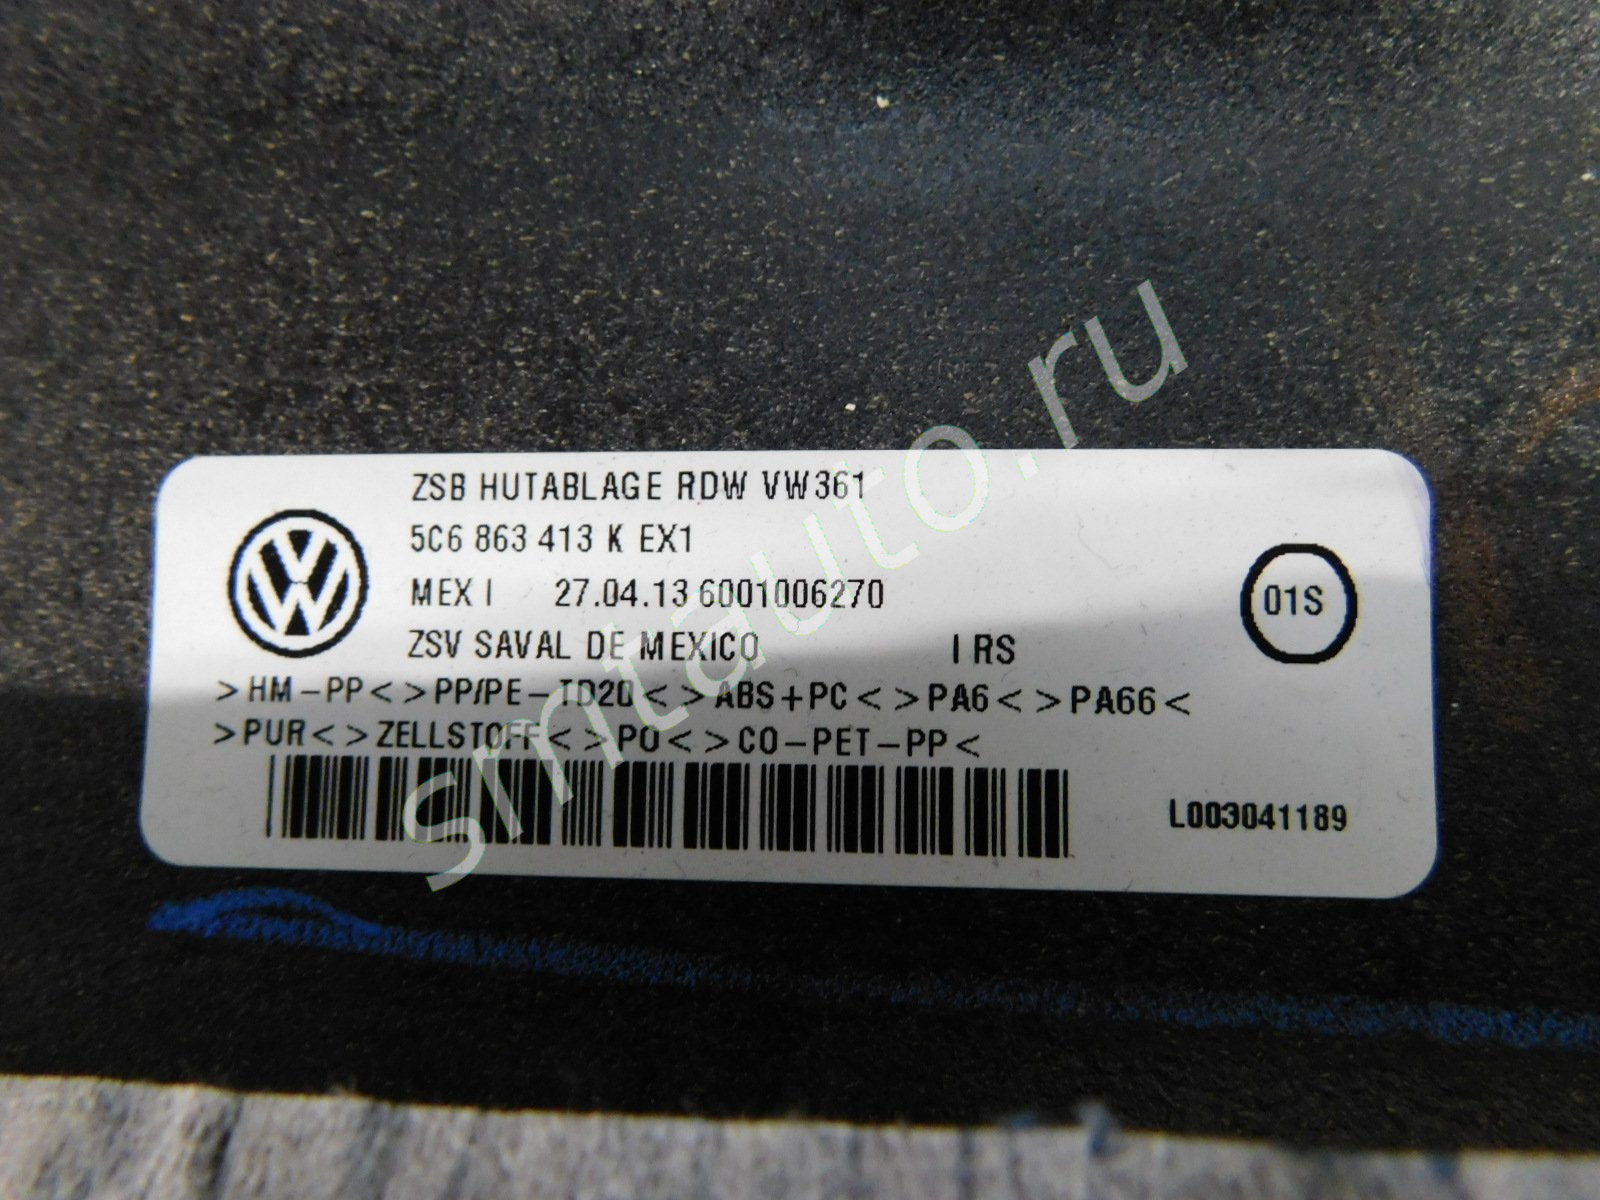 ZSB HUTABLAGE RDW VW361
5C6 863 413 K EX1
MEX I 27.04.13 6001006270
ZSV SAVAL DE MEXICO I RS
01S
>HM-PP<>PP/PE-TD20<>ABS+PC<>PA6<>PA66<
>PUR<>ZELLSTOFF<>PO<>CO-PET-PP<
L003041189
smtauto.ru